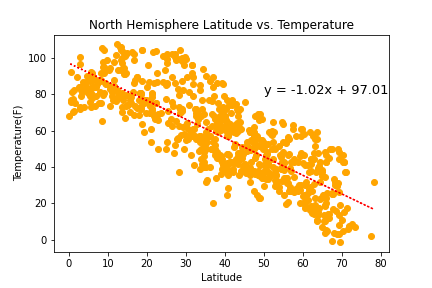 North Hemisphere Latitude vs. Temperature
100
80
60
40
20
0
Temperature(F)
y = -1.02x + 97.01
0 10 20 30 40 50 60 70 80
Latitude